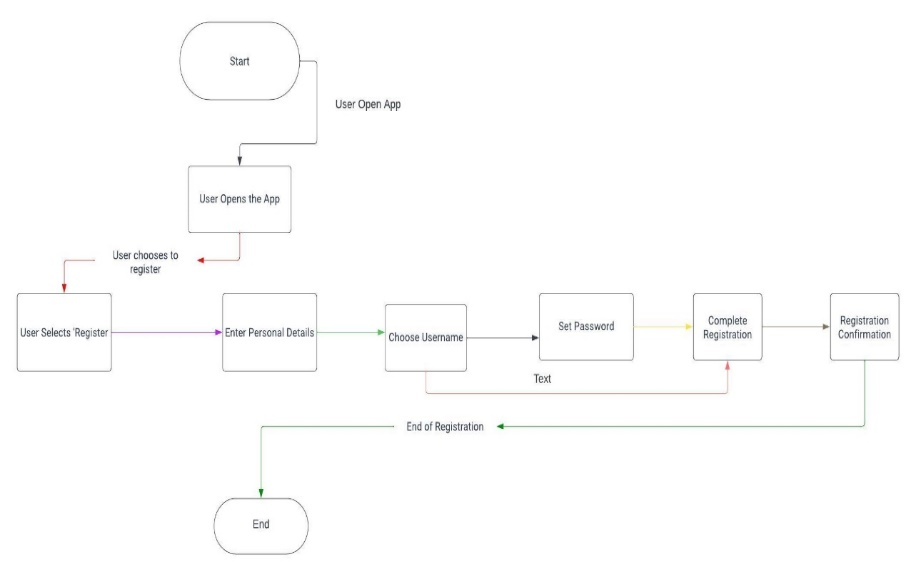 Start
User Open App
User Opens the App
User chooses to
register
User Selects 'Register
Enter Personal Details
Choose Username
Set Password
Complete
Registration
Registration
Confirmation
Text
End of Registration
End